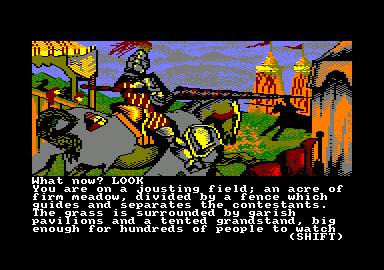 What now? LOOK
You are on a jousting field; an acre of
firm meadow, divided by a fence which
guides and separates the contestants.
The grass is surrounded by garish
pavilions and a tented grandstand, big
enough for hundreds of people to watch
(SHIFT)